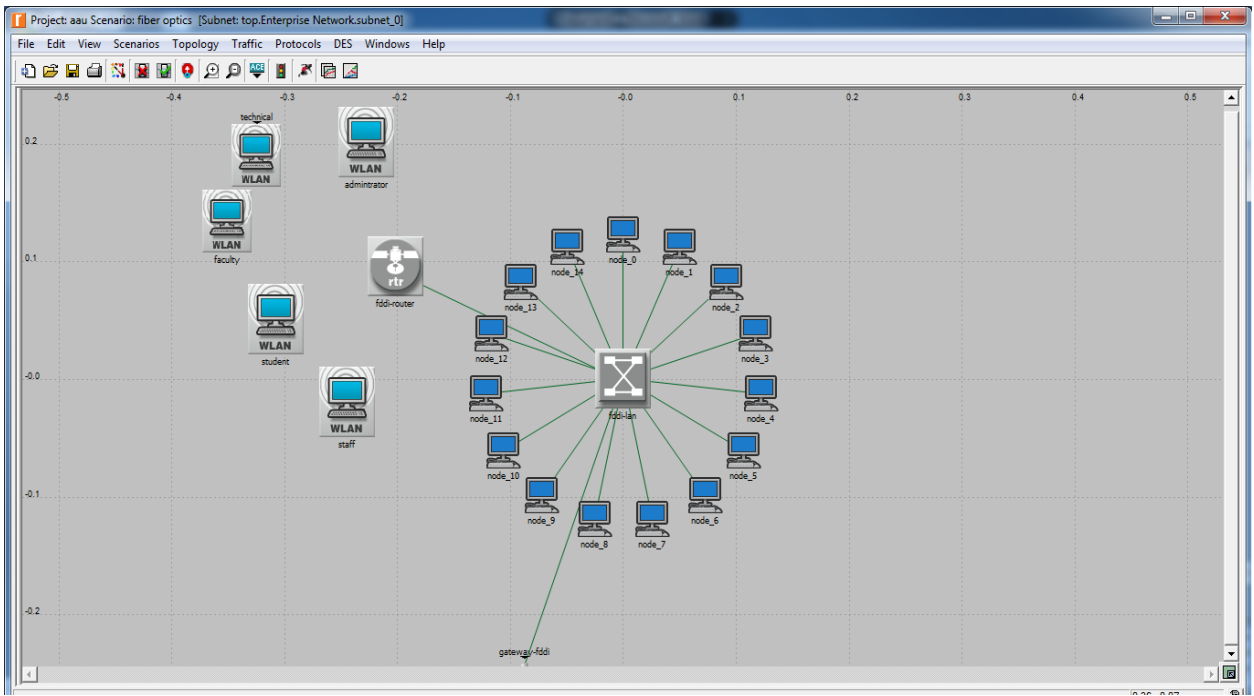 Project: aau Scenario: fiber optics [Subnet: top.Enterprise Network.subnet_0]
File Edit View Scenarios Topology Traffic Protocols DES Windows Help
-0.5 -0.4 -0.3 -0.2 -0.1 -0.0 0.1 0.2 0.3 0.4 0.5
technical
0.2
WLAN
WLAN
admintrator
WLAN
faculty
node_0
0.1
node_14
node_1
rtr
fddi-router
node_13
node_2
WLAN
student
node_12
node_3
-0.0
fddi-lan
node_11
node_4
WLAN
staff
node_10
node_5
-0.1
node_9
node_6
node_8
node_7
-0.2
gateway-fddi